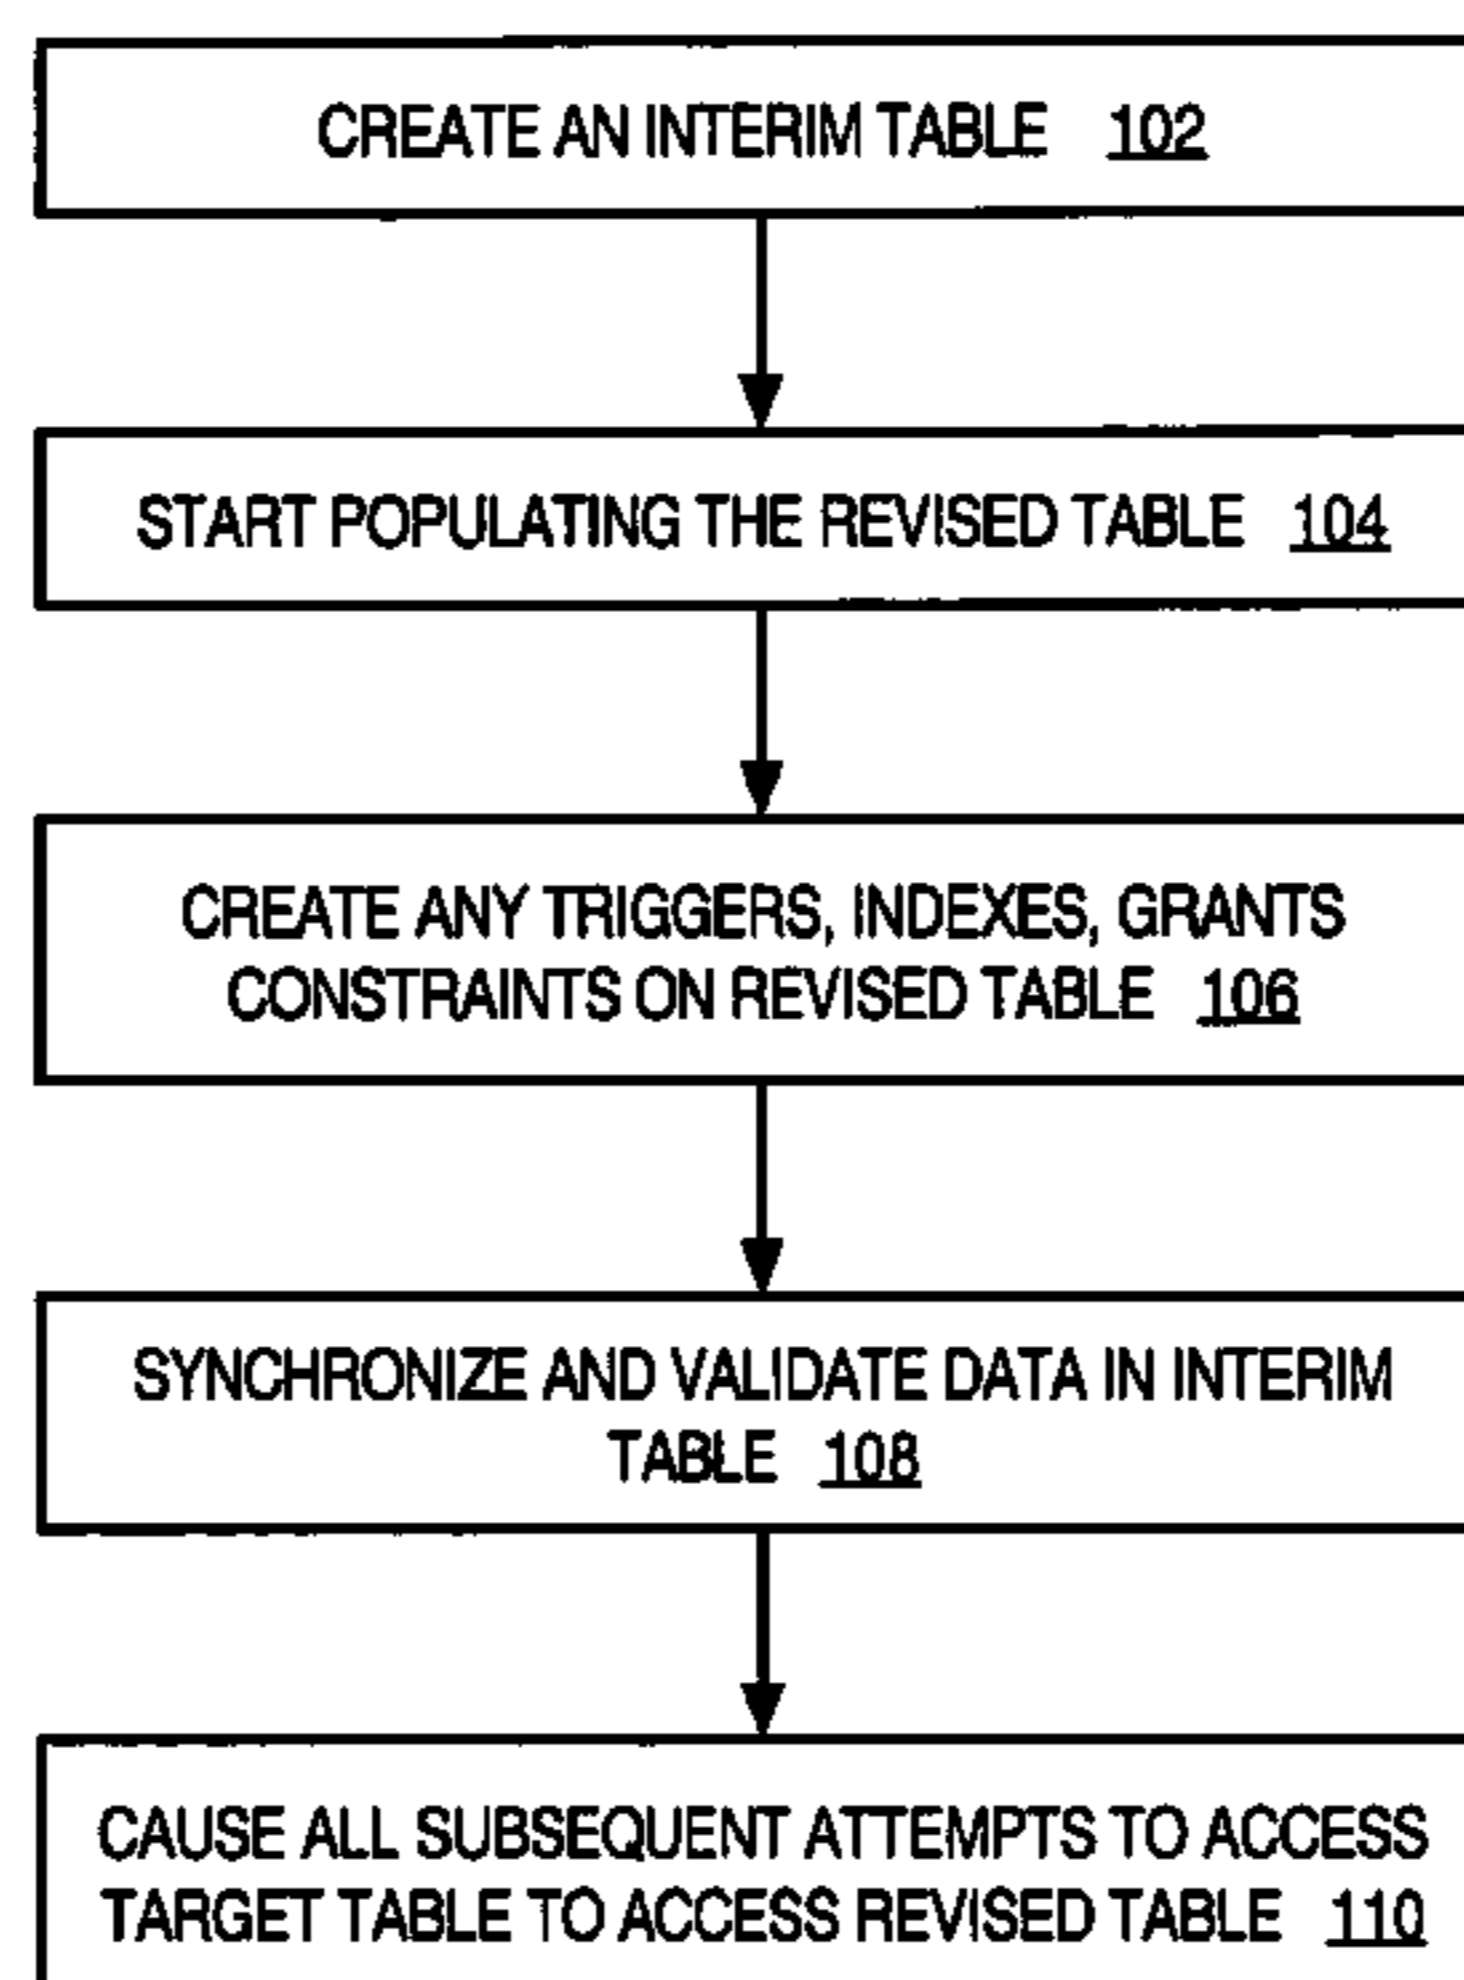 CREATE AN INTERIM TABLE 102
START POPULATING THE REVISED TABLE 104
CREATE ANY TRIGGERS, INDEXES, GRANTS
CONSTRAINTS ON REVISED TABLE 106
SYNCHRONIZE AND VALIDATE DATA IN INTERIM
TABLE 108
CAUSE ALL SUBSEQUENT ATTEMPTS TO ACCESS
TARGET TABLE TO ACCESS REVISED TABLE 110